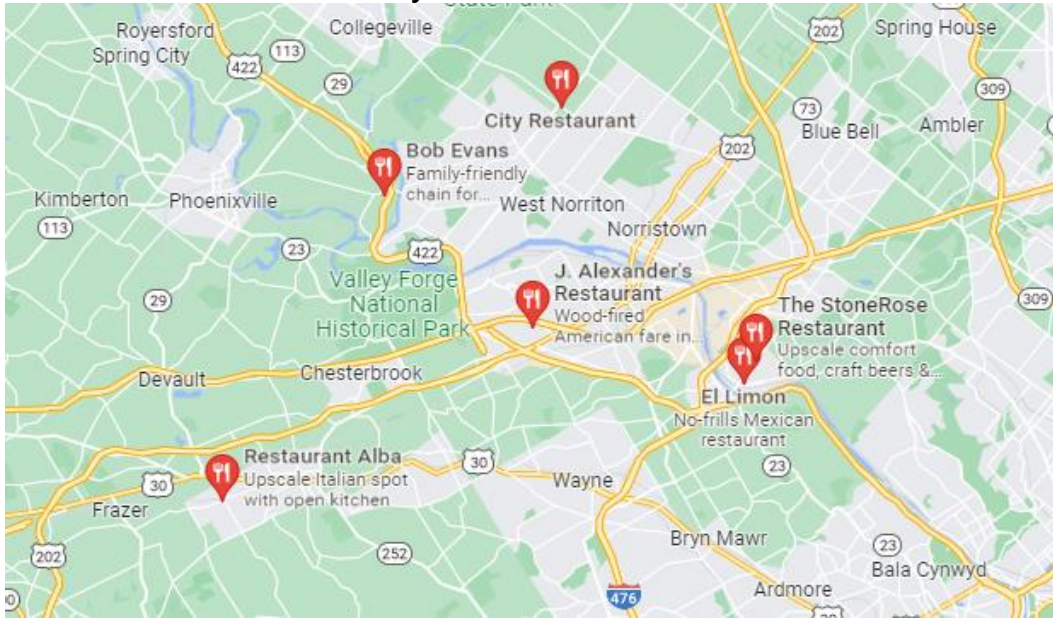 Royersford
Collegeville
Spring City
113
422
29
202
Spring House
309
City Restaurant
73
Blue Bell
Ambler
202
Bob Evans
Family-friendly
chain for...
Kimberton
Phoenixville
West Norriton
Norristown
113
23
422
Valley Forge
National
Historical Park
J. Alexander's
Restaurant
Wood-fired
American fare in...
29
The StoneRose
Restaurant
Upscale comfort
food, craft beers &...
309
Devault
Chesterbrook
El Limon
No-frills Mexican
restaurant
Restaurant Alba
Upscale Italian spot
with open kitchen
30
30
23
Wayne
Frazer
202
252
Bryn Mawr
23
Bala Cynwyd
476
Ardmore
30